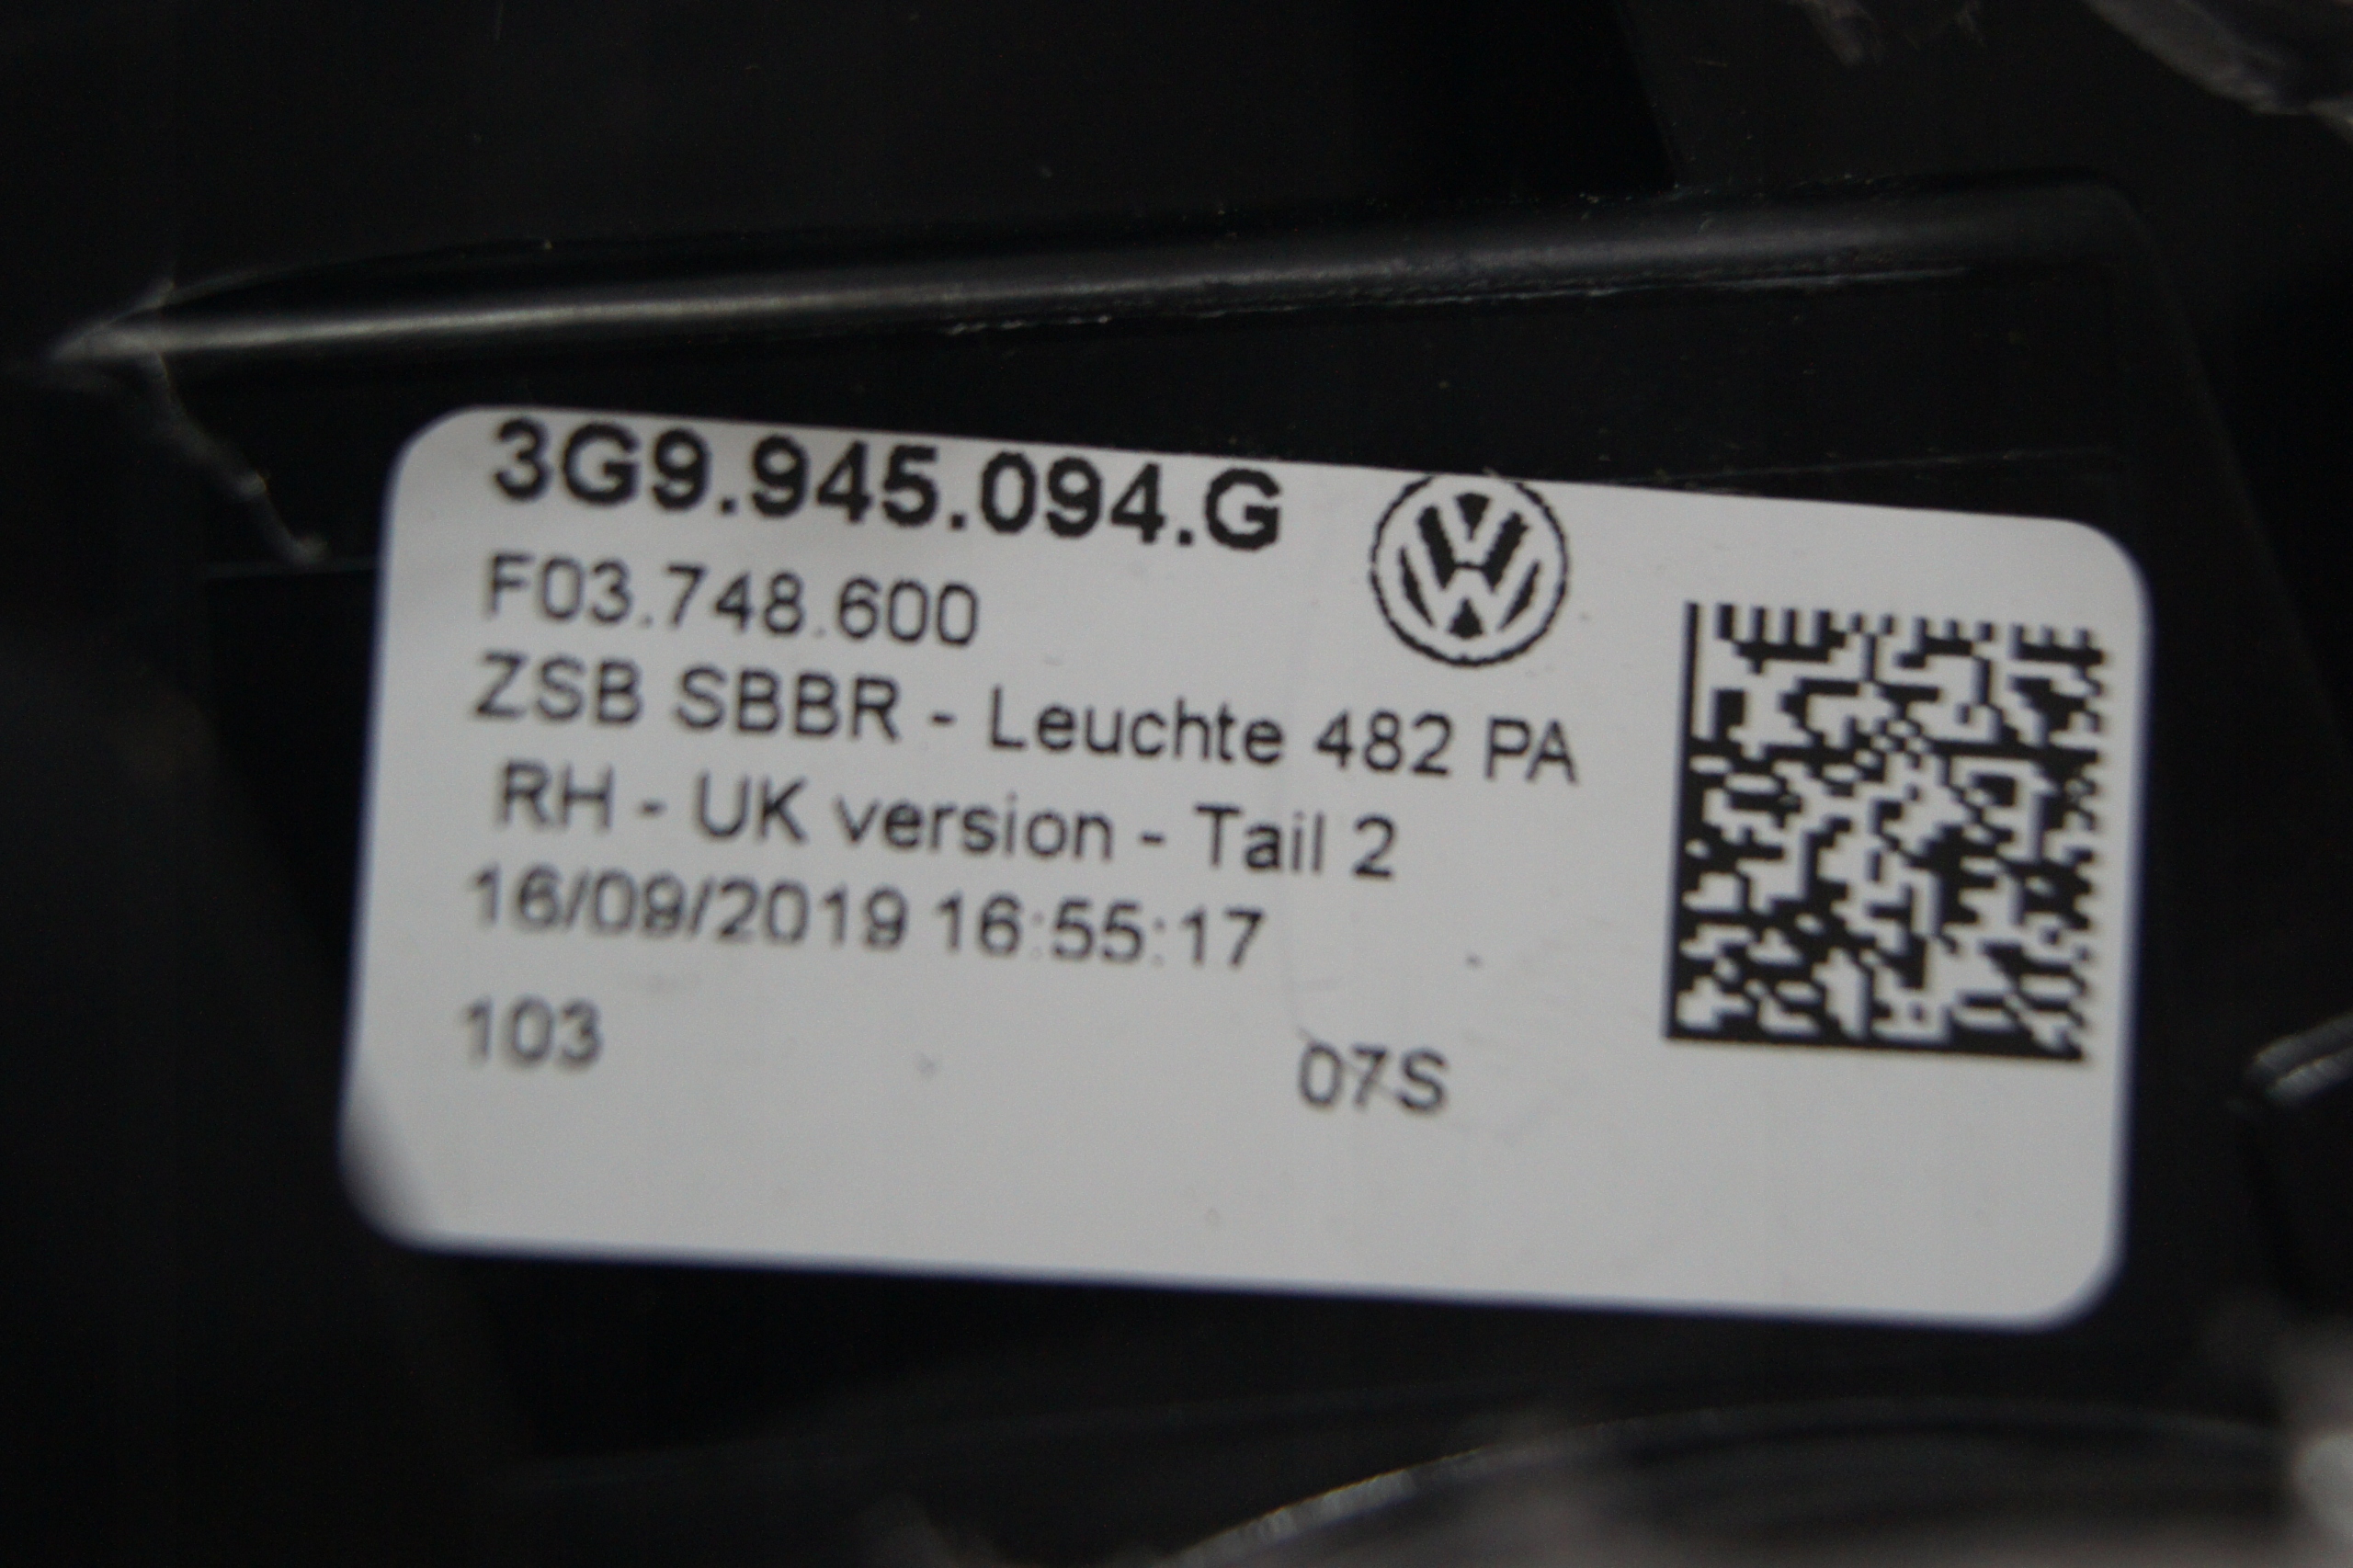 3G9.945.094.G
F03.748.600
ZSB SBBR - Leuchte 482 PA
RH - UK version - Tail 2
16/09/2019 16:55:17
103
07S